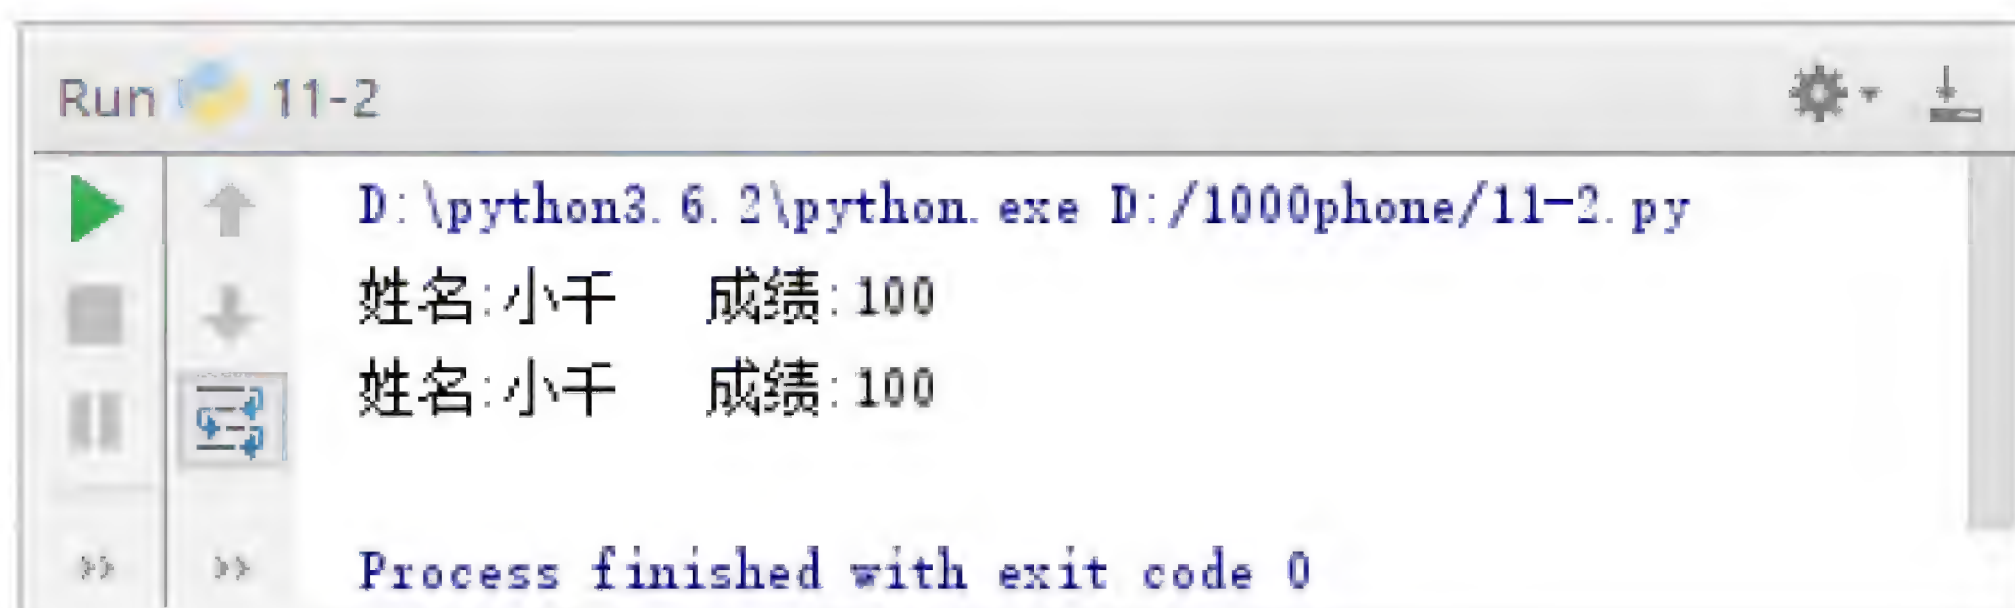 Run 11-2
D:\python3.6.2\python.exe D:/1000phone/11-2.py
姓名:小千 成绩:100
姓名:小千 成绩:100
Process finished with exit code 0